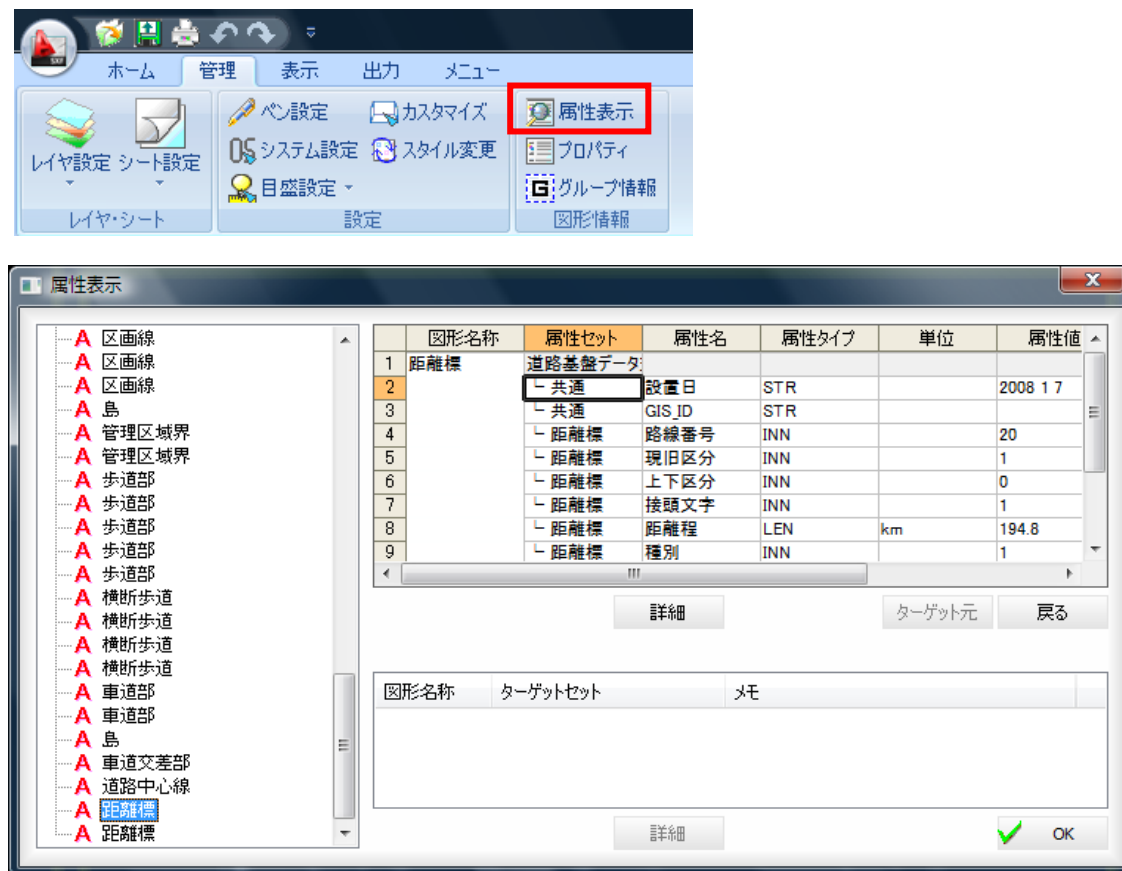 SXF
ホーム 管理 表示 出力 メニュー
レイヤ設定 シート設定
レイヤ・シート
ペン設定 カスタマイズ
システム設定 スタイル変更
目盛設定
設定
属性表示
プロパティ
G グループ情報
図形情報
属性表示
A 区画線
A 区画線
A 区画線
A 島
A 管理区域界
A 管理区域界
A 歩道部
A 歩道部
A 歩道部
A 歩道部
A 歩道部
A 横断歩道
A 横断歩道
A 横断歩道
A 横断歩道
A 車道部
A 車道部
A 島
A 車道交差部
A 道路中心線
A 距離標
A 距離標
図形名称 属性セット 属性名 属性タイプ 単位 属性値
1 距離標 道路基盤データ
2 └ 共通 設置日 STR 2008 1 7
3 └ 共通 GIS_ID STR
4 └ 距離標 路線番号 INN 20
5 └ 距離標 現旧区分 INN 1
6 └ 距離標 上下区分 INN 0
7 └ 距離標 接頭文字 INN 1
8 └ 距離標 距離程 LEN km 194.8
9 └ 距離標 種別 INN 1
詳細 ターゲット元 戻る
図形名称 ターゲットセット メモ
詳細 OK